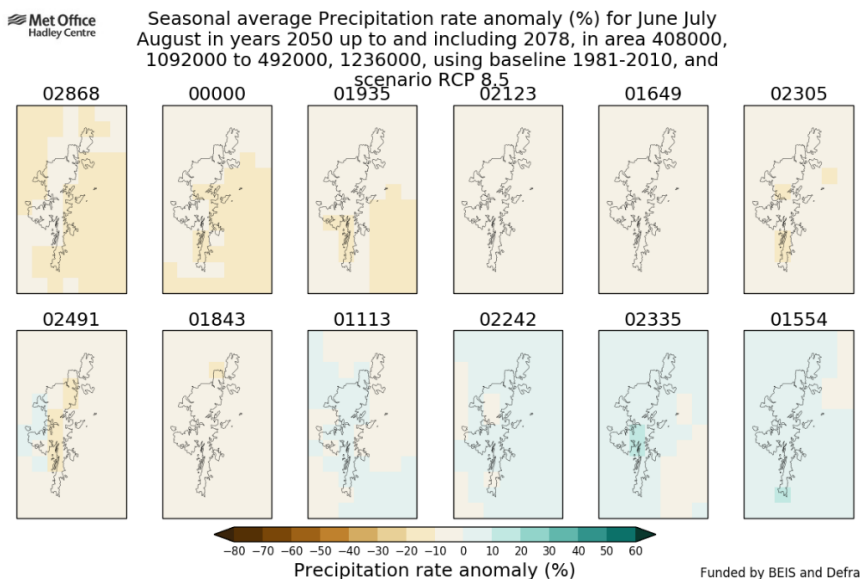 Met Office
Hadley Centre
Seasonal average Precipitation rate anomaly (%) for June July
August in years 2050 up to and including 2078, in area 408000,
1092000 to 492000, 1236000, using baseline 1981-2010, and
scenario RCP 8.5
02868 00000 01935 02123 01649 02305
02491 01843 01113 02242 02335 01554
−80 −70 −60 −50 −40 −30 −20 −10 0 10 20 30 40 50 60
Precipitation rate anomaly (%)
Funded by BEIS and Defra